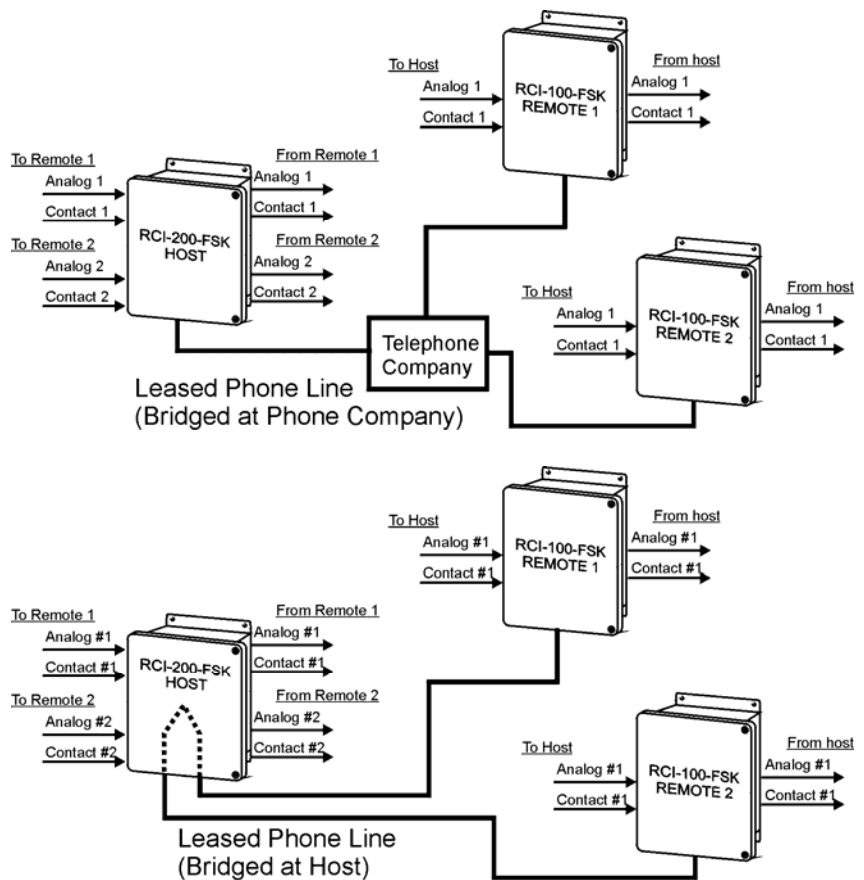 To Host
Analog 1
Contact 1
RCI-100-FSK
REMOTE 1
From host
Analog 1
Contact 1
To Remote 1
Analog 1
Contact 1
To Remote 2
Analog 2
Contact 2
RCI-200-FSK
HOST
From Remote 1
Analog 1
Contact 1
From Remote 2
Analog 2
Contact 2
To Host
Analog 1
Contact 1
RCI-100-FSK
REMOTE 2
From host
Analog 1
Contact 1
Telephone
Company
Leased Phone Line
(Bridged at Phone Company)
To Host
Analog #1
Contact #1
RCI-100-FSK
REMOTE 1
From host
Analog #1
Contact #1
To Remote 1
Analog #1
Contact #1
To Remote 2
Analog #2
Contact #2
RCI-200-FSK
HOST
From Remote 1
Analog #1
Contact #1
From Remote 2
Analog #2
Contact #2
To Host
Analog #1
Contact #1
RCI-100-FSK
REMOTE 2
From host
Analog #1
Contact #1
Leased Phone Line
(Bridged at Host)